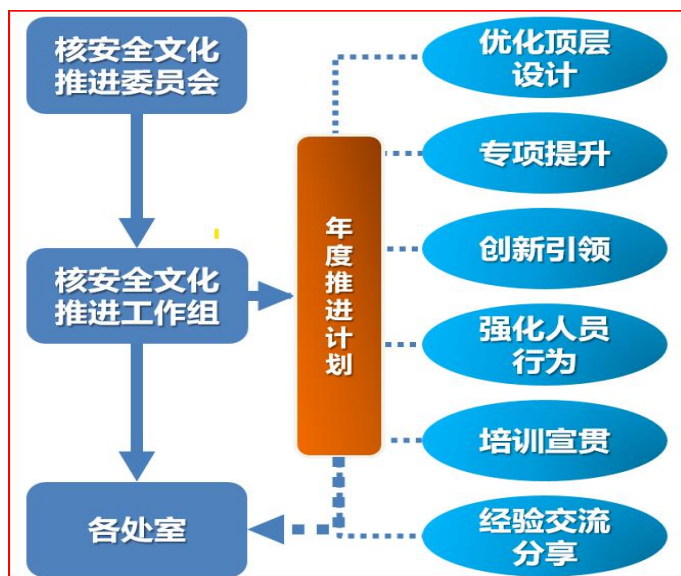 核安全文化
推进委员会
核安全文化
推进工作组
各处室
年度推进计划
优化顶层
设计
专项提升
创新引领
强化人员
行为
培训宣贯
经验交流
分享